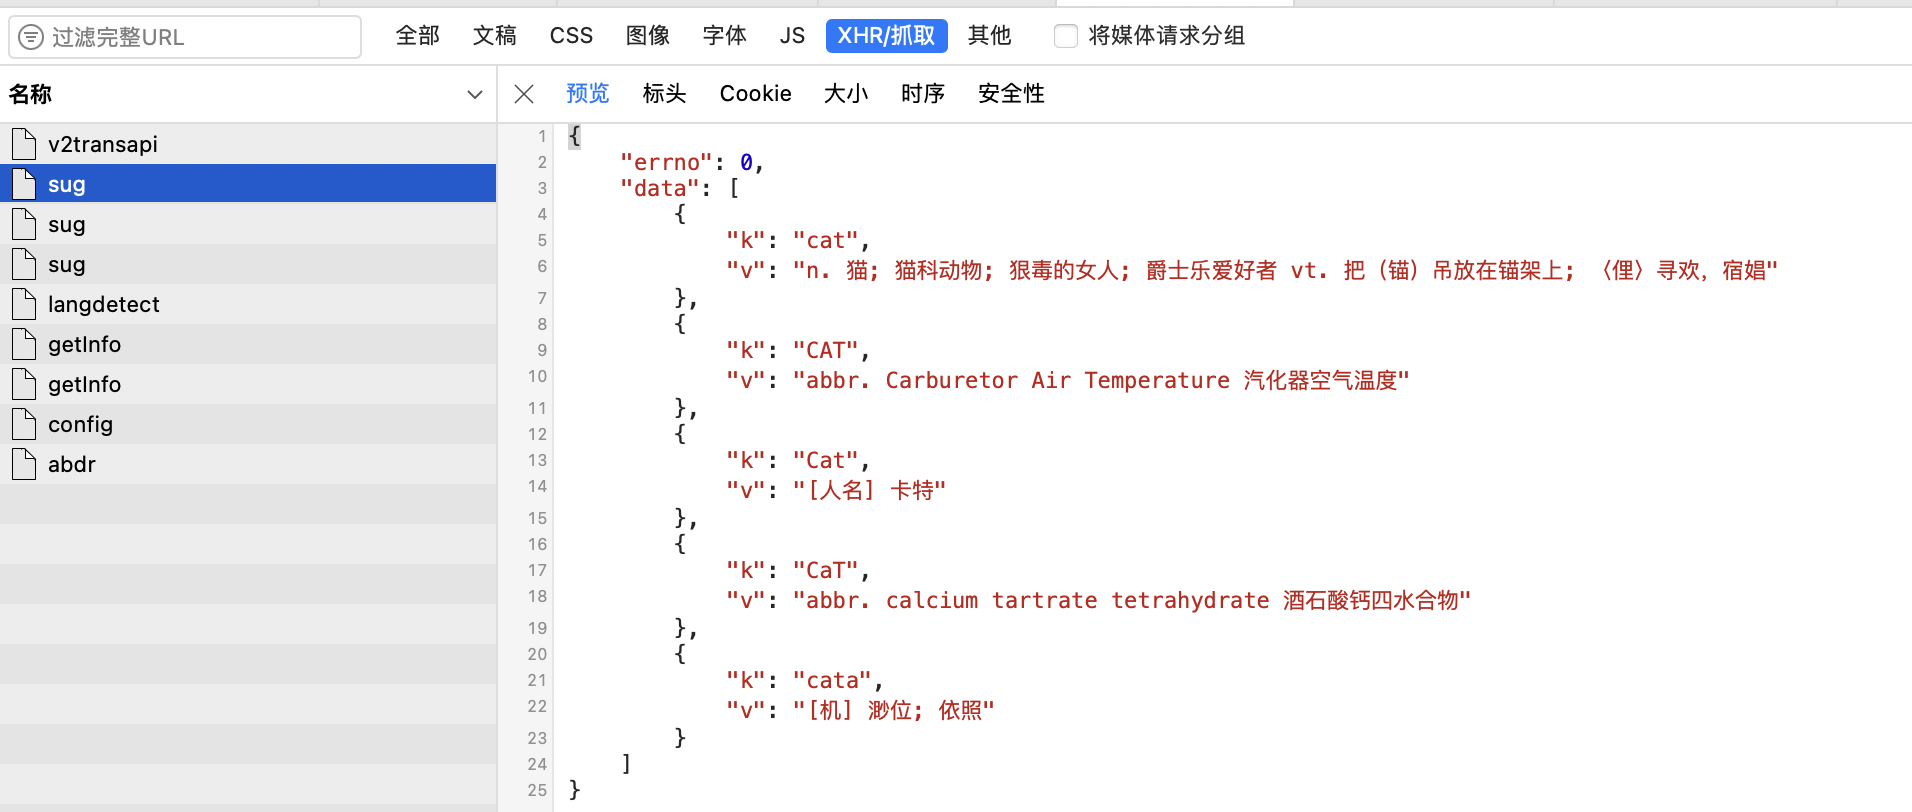 过滤完整URL 全部 文稿 CSS 图像 字体 JS XHR/抓取 其他 将媒体请求分组
名称 预览 标头 Cookie 大小 时序 安全性
v2transapi
sug
sug
sug
langdetect
getInfo
getInfo
config
abdr
1 {
2 "errno": 0,
3 "data": [
4 {
5 "k": "cat",
6 "v": "n. 猫; 猫科动物; 狠毒的女人; 爵士乐爱好者 vt. 把（锚）吊放在锚架上; 〈俚〉寻欢，宿娼"
7 },
8 {
9 "k": "CAT",
10 "v": "abbr. Carburetor Air Temperature 汽化器空气温度"
11 },
12 {
13 "k": "Cat",
14 "v": "[人名] 卡特"
15 },
16 {
17 "k": "CaT",
18 "v": "abbr. calcium tartrate tetrahydrate 酒石酸钙四水合物"
19 },
20 {
21 "k": "cata",
22 "v": "[机] 渺位; 依照"
23 }
24 ]
25 }